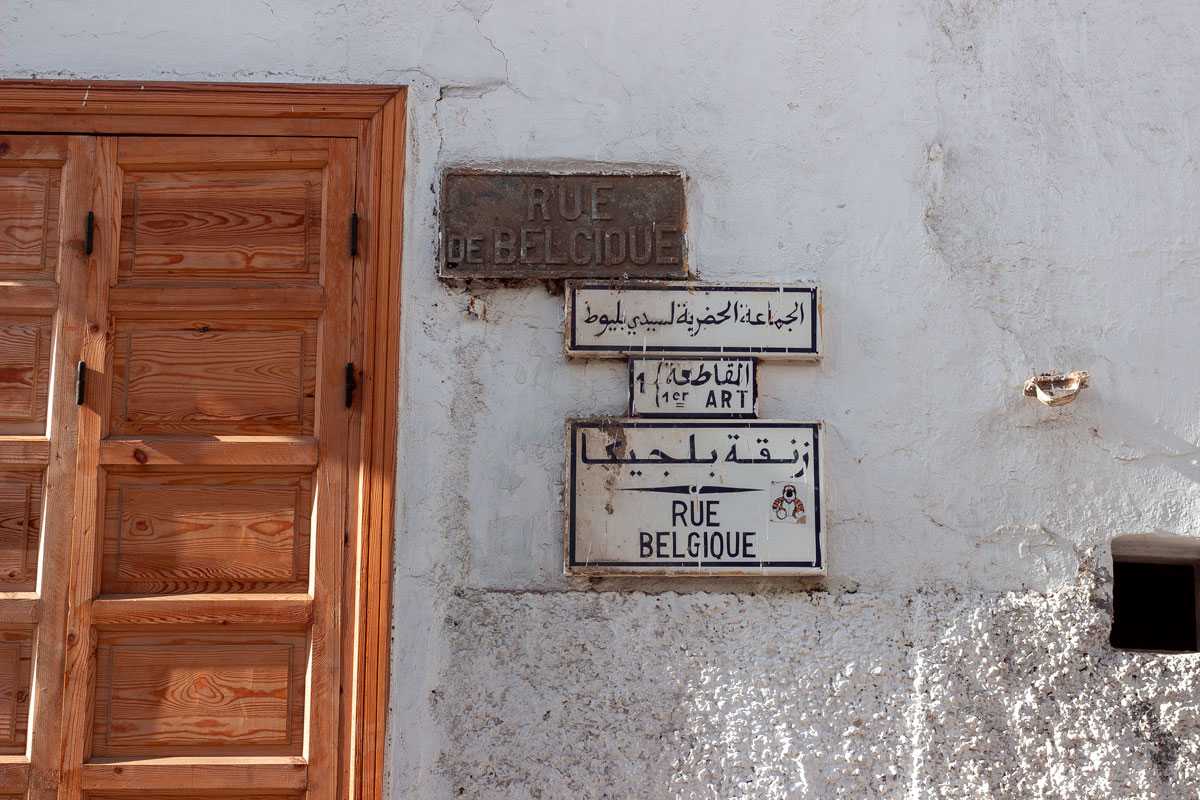 RUE
DE BELGIQUE
الجماعة الحضرية لسيدي بليوط
القاطعة 1
1er ART
زنقة بلجيكا
RUE
BELGIQUE